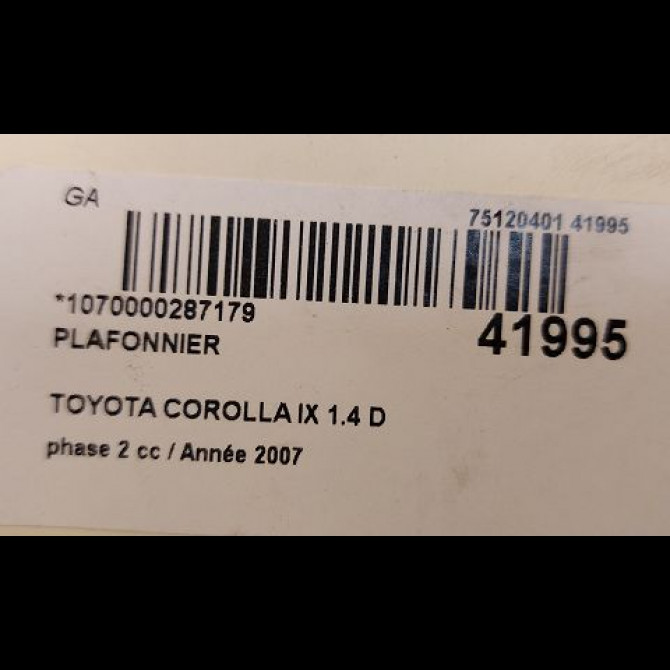 GA
75120401 41995
*1070000287179
41995
PLAFONNIER
TOYOTA COROLLA IX 1.4 D
phase 2 cc / Année 2007